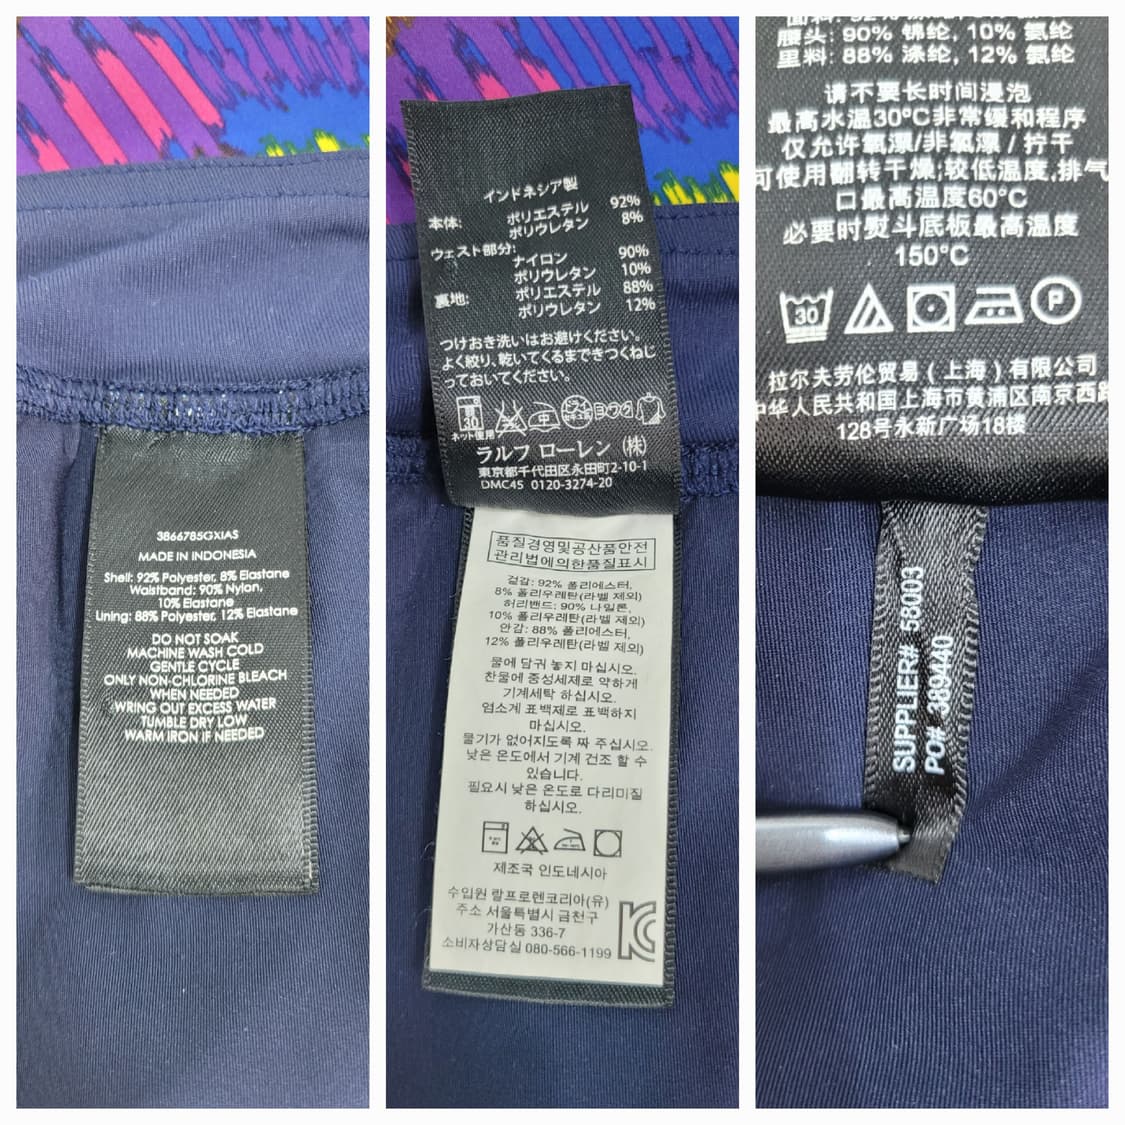 3866785GXIAS
MADE IN INDONESIA
Shell: 92% Polyester, 8% Elastane
Waistband: 90% Nylon,
10% Elastane
Lining: 88% Polyester, 12% Elastane
DO NOT SOAK
MACHINE WASH COLD
GENTLE CYCLE
ONLY NON-CHLORINE BLEACH
WHEN NEEDED
WRING OUT EXCESS WATER
TUMBLE DRY LOW
WARM IRON IF NEEDED
インドネシア製
本体: ポリエステル 92%
ポリウレタン 8%
ウェスト部分:
ナイロン 90%
ポリウレタン 10%
裏地: ポリエステル 88%
ポリウレタン 12%
つけおき洗いはお避けください。
よく絞り、乾いてくるまできつくねじ
っておいてください。
30
ネット使用
ラルフ ローレン (株)
東京都千代田区永田町2-10-1
DMC45 0120-3274-20
품질경영및공산품안전
관리법에의한품질표시
겉감: 92% 폴리에스터,
8% 폴리우레탄(라벨 제외)
허리밴드: 90% 나일론,
10% 폴리우레탄(라벨 제외)
안감: 88% 폴리에스터,
12% 폴리우레탄(라벨 제외)
물에 담궈 놓지 마십시오.
찬물에 중성세제로 약하게
기계세탁 하십시오.
염소계 표백제로 표백하지
마십시오.
물기가 없어지도록 짜 주십시오.
낮은 온도에서 기계 건조 할 수
있습니다.
필요시 낮은 온도로 다리미질
하십시오.
제조국 인도네시아
수입원 랄프로렌코리아(유)
주소 서울특별시 금천구
가산동 336-7
소비자상담실 080-566-1199
KC
腰头: 90% 锦纶, 10% 氨纶
里料: 88% 涤纶, 12% 氨纶
请不要长时间浸泡
最高水温30°C非常缓和程序
仅允许氧漂/非氯漂 / 拧干
可使用翻转干燥;较低温度,排气
口最高温度60°C
必要时熨斗底板最高温度
150°C
30 P
拉尔夫劳伦贸易 (上海) 有限公司
中华人民共和国上海市黄浦区南京西路
128号永新广场18楼
SUPPLIER# 58003
PO# 389440